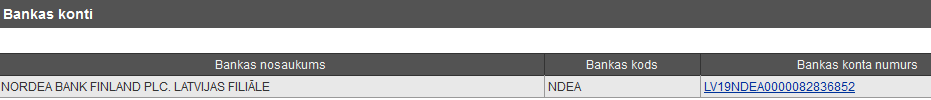 Bankas konti
Bankas nosaukums Bankas kods Bankas konta numurs
NORDEA BANK FINLAND PLC. LATVIJAS FILIĀLE NDEA LV19NDEA0000082836852